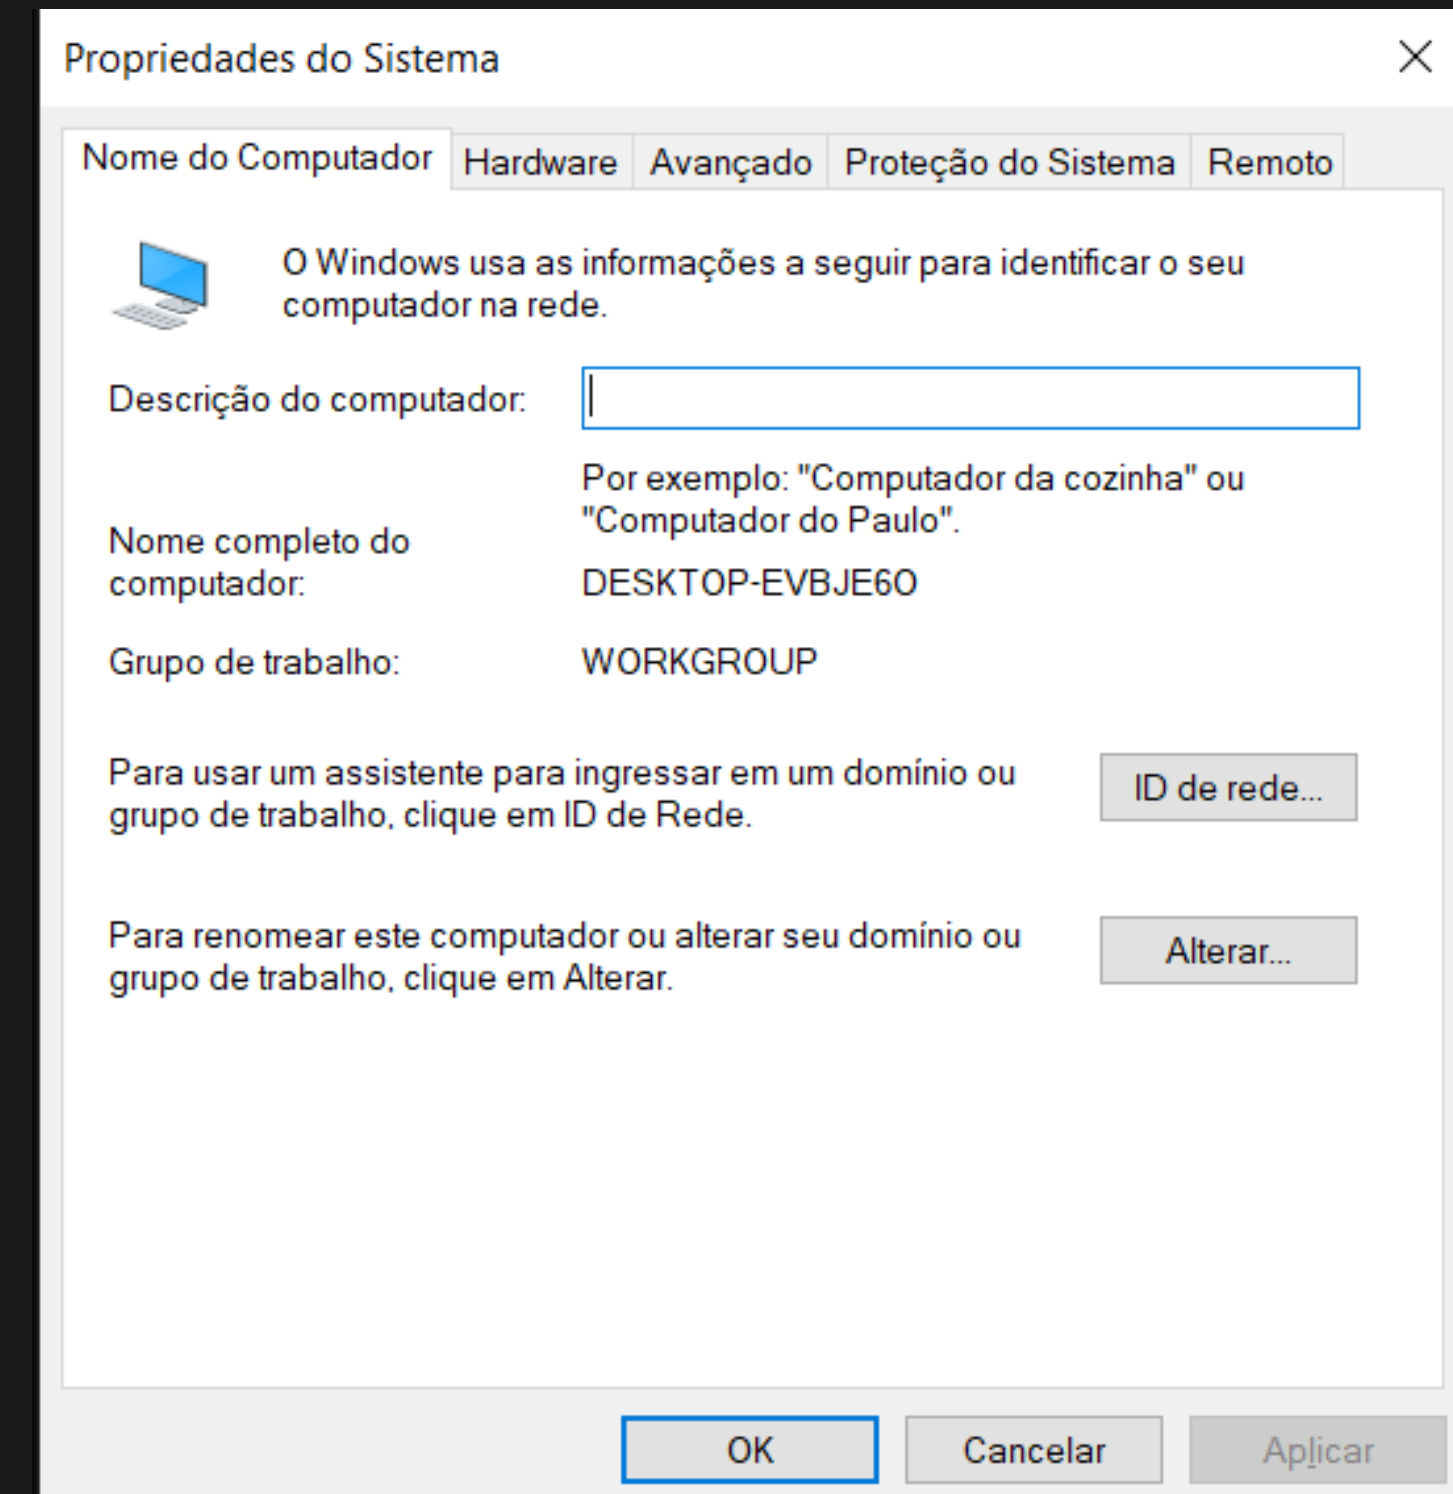 Propriedades do Sistema
Nome do Computador Hardware Avançado Proteção do Sistema Remoto
O Windows usa as informações a seguir para identificar o seu
computador na rede.
Descrição do computador:
Por exemplo: "Computador da cozinha" ou
"Computador do Paulo".
Nome completo do
computador:
DESKTOP-EVBJE6O
Grupo de trabalho: WORKGROUP
Para usar um assistente para ingressar em um domínio ou
grupo de trabalho, clique em ID de Rede.
ID de rede...
Para renomear este computador ou alterar seu domínio ou
grupo de trabalho, clique em Alterar.
Alterar...
OK Cancelar Aplicar